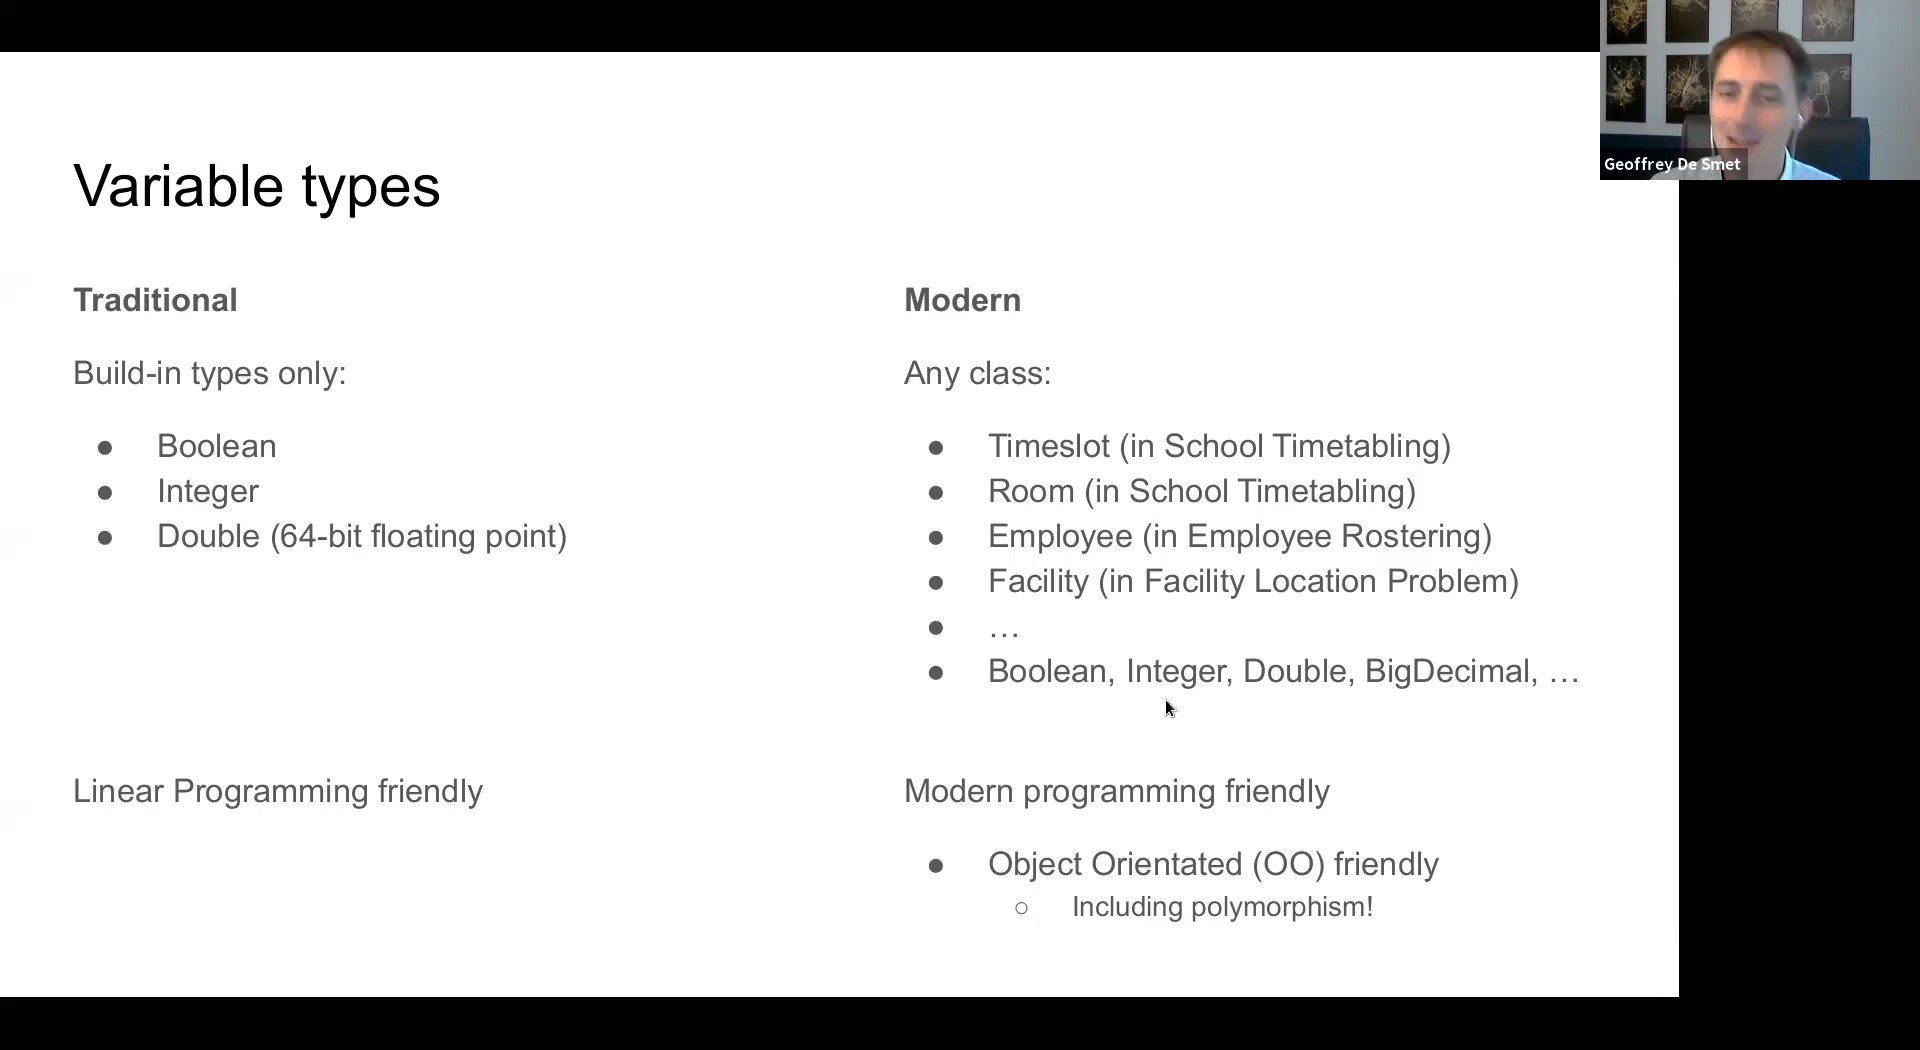 Variable types
Traditional
Build-in types only:
● Boolean
● Integer
● Double (64-bit floating point)
Linear Programming friendly
Modern
Any class:
● Timeslot (in School Timetabling)
● Room (in School Timetabling)
● Employee (in Employee Rostering)
● Facility (in Facility Location Problem)
● …
● Boolean, Integer, Double, BigDecimal, …
Modern programming friendly
● Object Orientated (OO) friendly
○ Including polymorphism!
Geoffrey De Smet